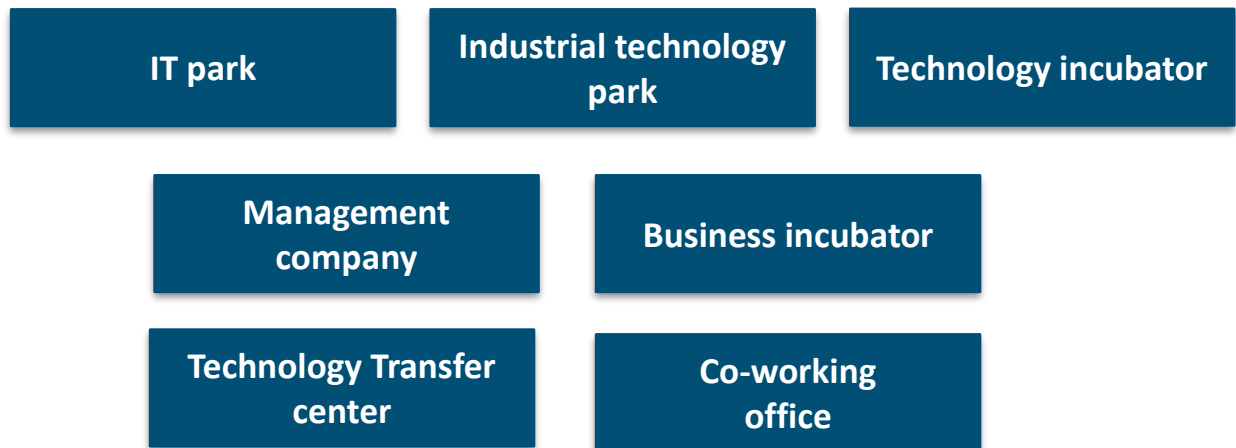 IT park
Industrial technology
park
Technology incubator
Management
company
Business incubator
Technology Transfer
center
Co-working
office